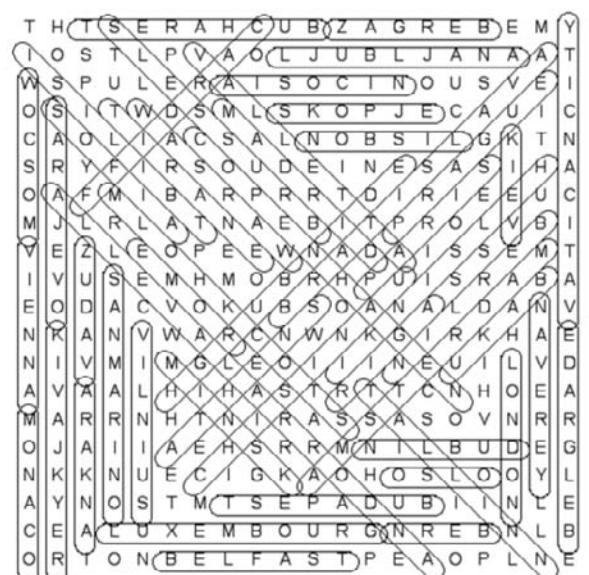 T H T S E R A H C U B Z A G R E B E M Y
I O S T L P V A O L J U B L J A N A A T
W S P U L E R A I S O C I N O U S V E I
O S I T W D S M L S K O P J E C A U I C
C A O L I A C S A L N O B S I L G K T N
S R Y F I R S O U D E I N E S A S I H A
O A F M I B A R P R R T D I R I E E U C
M J L R L A T N A E B I T P R O L V B I
V E Z L E O P E E W N A D A I S S E M T
I V U S E M H M O B R H P U I S R A B A
E O D A C V O K U B S O A N A L D A N V
N K A N V W A R C N W N K G I R K H A E
N I V M I M G L E O I I I N E U I L V D
A V A A L H I H A S T R T T C N H O E A
M A R R N H T N I R A S S A S O V N R R
O J A I I A E H S R R M N I L B U D E G
N K K N U E C I G K A O H O S L O O Y L
A Y N O S T M T S E P A D U B I I N L E
C E A L U X E M B O U R G N R E B N L B
O R T O N B E L F A S T P E A O P L N E